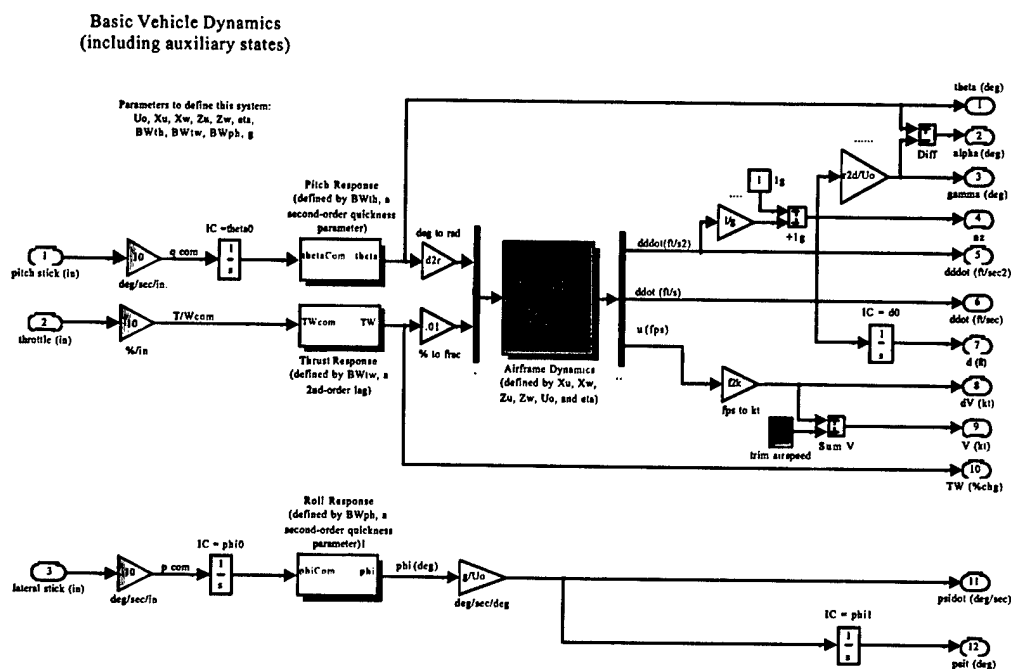 Basic Vehicle Dynamics
(including auxiliary states)
Parameters to define this system:
Uo, Xu, Xw, Zu, Zw, eta,
BWth, BWtw, BWph, g
theta (deg)
1
2
alpha (deg)
Diff
r2d/Uo
3
gamma (deg)
1
1g
1/g
+1g
4
az
Pitch Response
(defined by BWth, a
second-order quickness
parameter)
IC =theta0
deg to rad
1
pitch stick (in)
10
q com
deg/sec/in.
1
s
thetaCom theta
d2r
dddot(ft/s2)
5
dddot (ft/sec2)
ddot (ft/s)
6
ddot (ft/sec)
2
throttle (in)
10
T/Wcom
%/in
TWcom TW
.01
% to frac
Thrust Response
(defined by BWtw, a
2nd-order lag)
Airframe Dynamics
(defined by Xu, Xw,
Zu, Zw, Uo, and eta)
u (fps)
IC = d0
1
s
7
d (ft)
f2k
fps to kt
8
dV (kt)
trim airspeed
Sum V
9
V (kt)
10
TW (%chg)
Roll Response
(defined by BWph, a
second-order quickness
parameter)1
IC = phi0
3
lateral stick (in)
p com
deg/sec/in
1
s
phiCom phi
phi (deg)
g/Uo
deg/sec/deg
11
psidot (deg/sec)
IC = phi1
1
s
12
psit (deg)